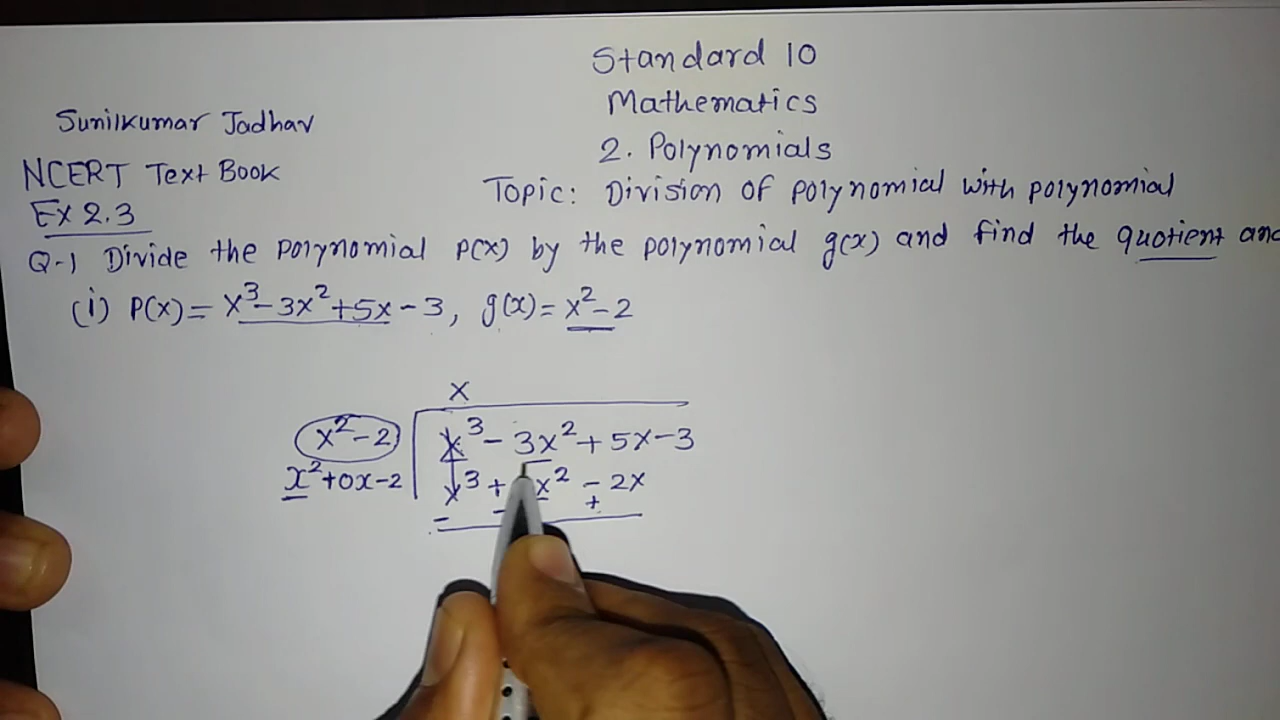 Standard 10
Mathematics
2. Polynomials
Sunilkumar Jadhav
NCERT Text Book
Topic: Division of polynomial with polynomial
Ex 2.3
Q-1 Divide the polynomial P(x) by the polynomial g(x) and find the quotient and
(i) P(x) = x³ - 3x² + 5x - 3, g(x) = x² - 2
x
x² - 2 x³ - 3x² + 5x - 3
x² + 0x - 2 x³ + x² - 2x
- - +